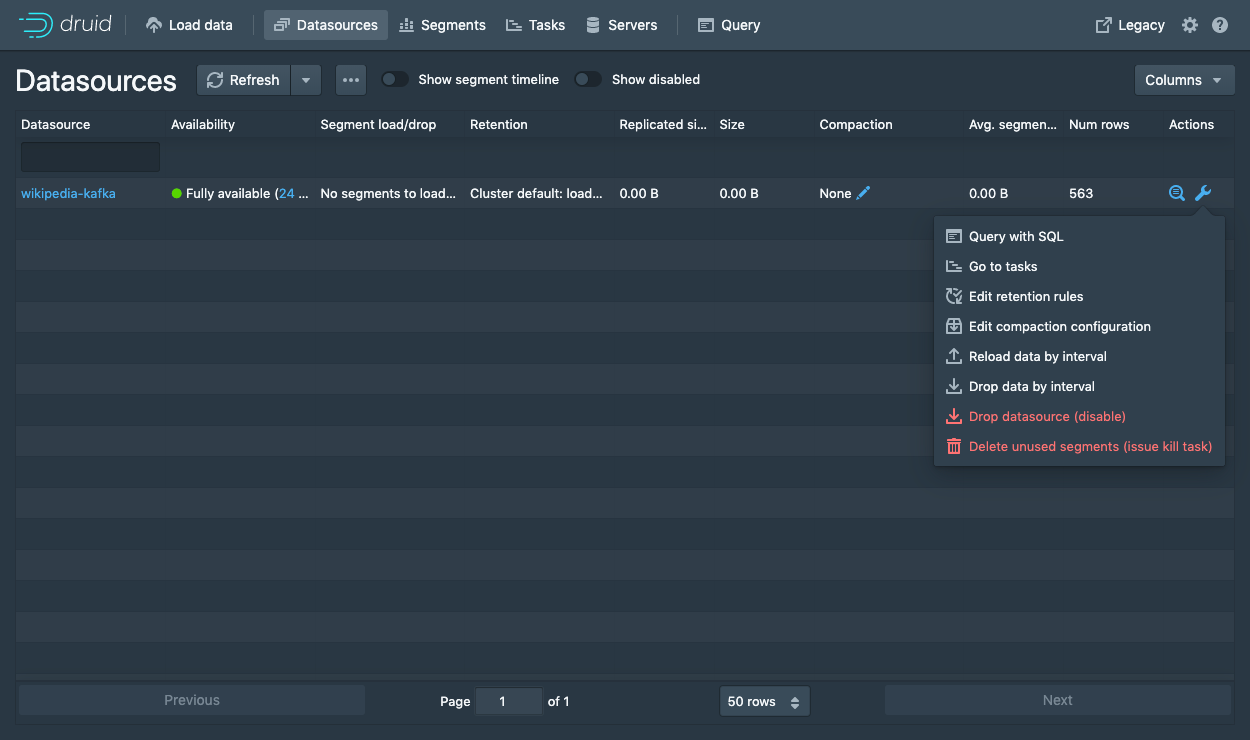 druid Load data Datasources Segments Tasks Servers Query Legacy
Datasources Refresh Show segment timeline Show disabled Columns
Datasource Availability Segment load/drop Retention Replicated si... Size Compaction Avg. segmen... Num rows Actions
wikipedia-kafka Fully available (24 ... No segments to load... Cluster default: load... 0.00 B 0.00 B None 0.00 B 563
Query with SQL
Go to tasks
Edit retention rules
Edit compaction configuration
Reload data by interval
Drop data by interval
Drop datasource (disable)
Delete unused segments (issue kill task)
Previous Page 1 of 1 50 rows Next